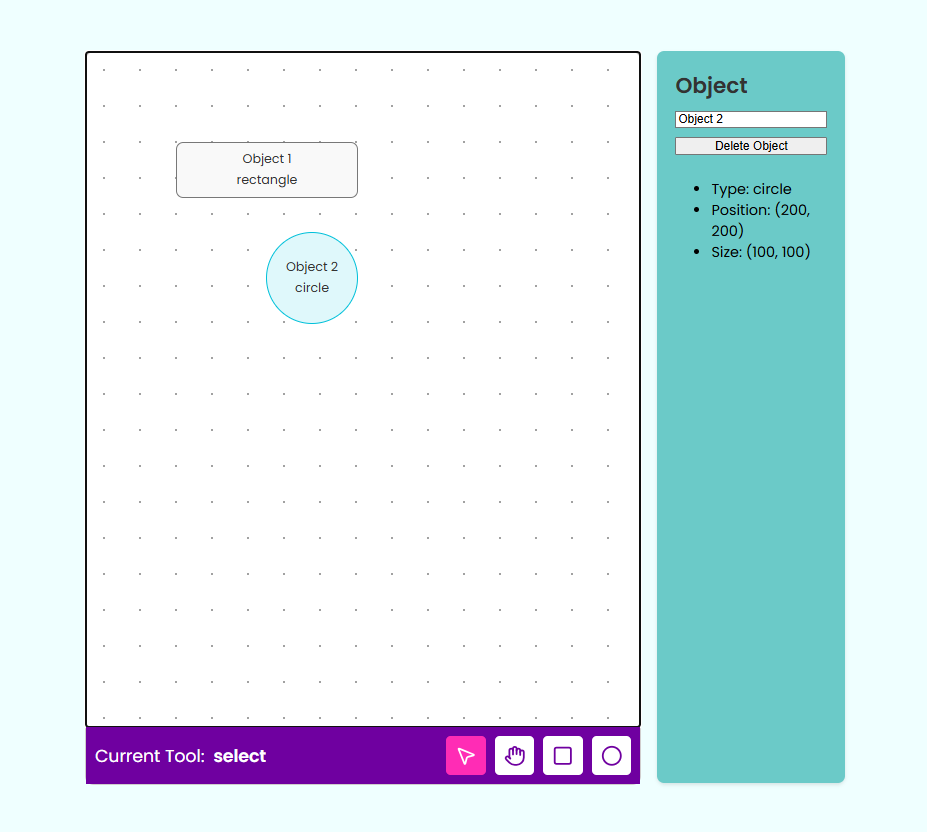 Object 1
rectangle
Object 2
circle
Current Tool: select
Object
Object 2
Delete Object
Type: circle
Position: (200,
200)
Size: (100, 100)